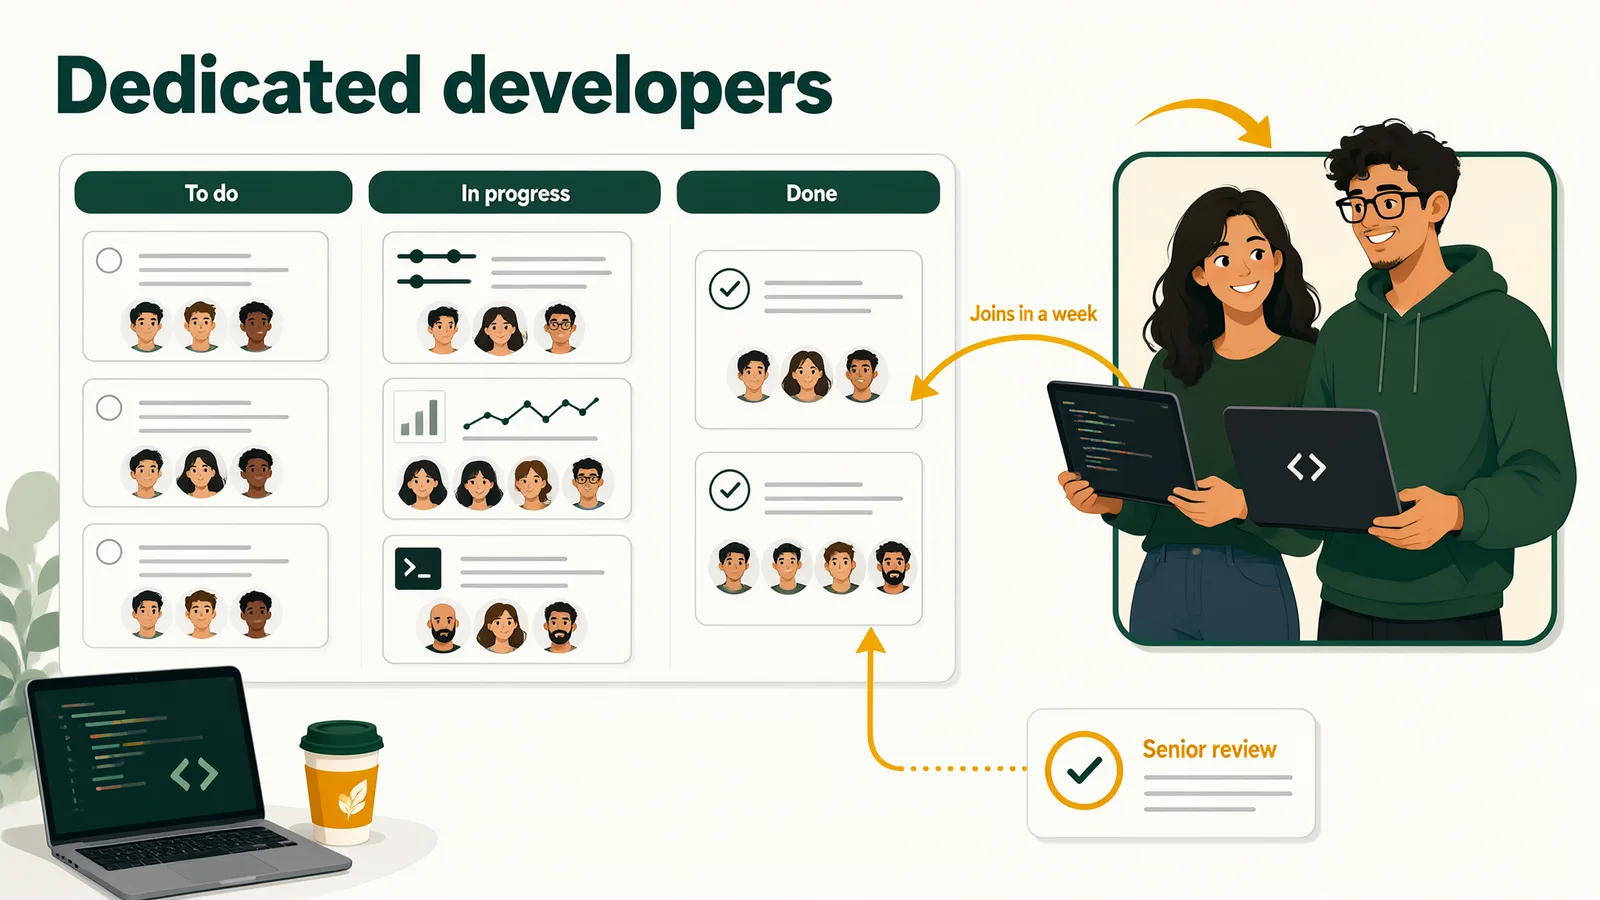 Dedicated developers
To do
In progress
Done
Joins in a week
Senior review